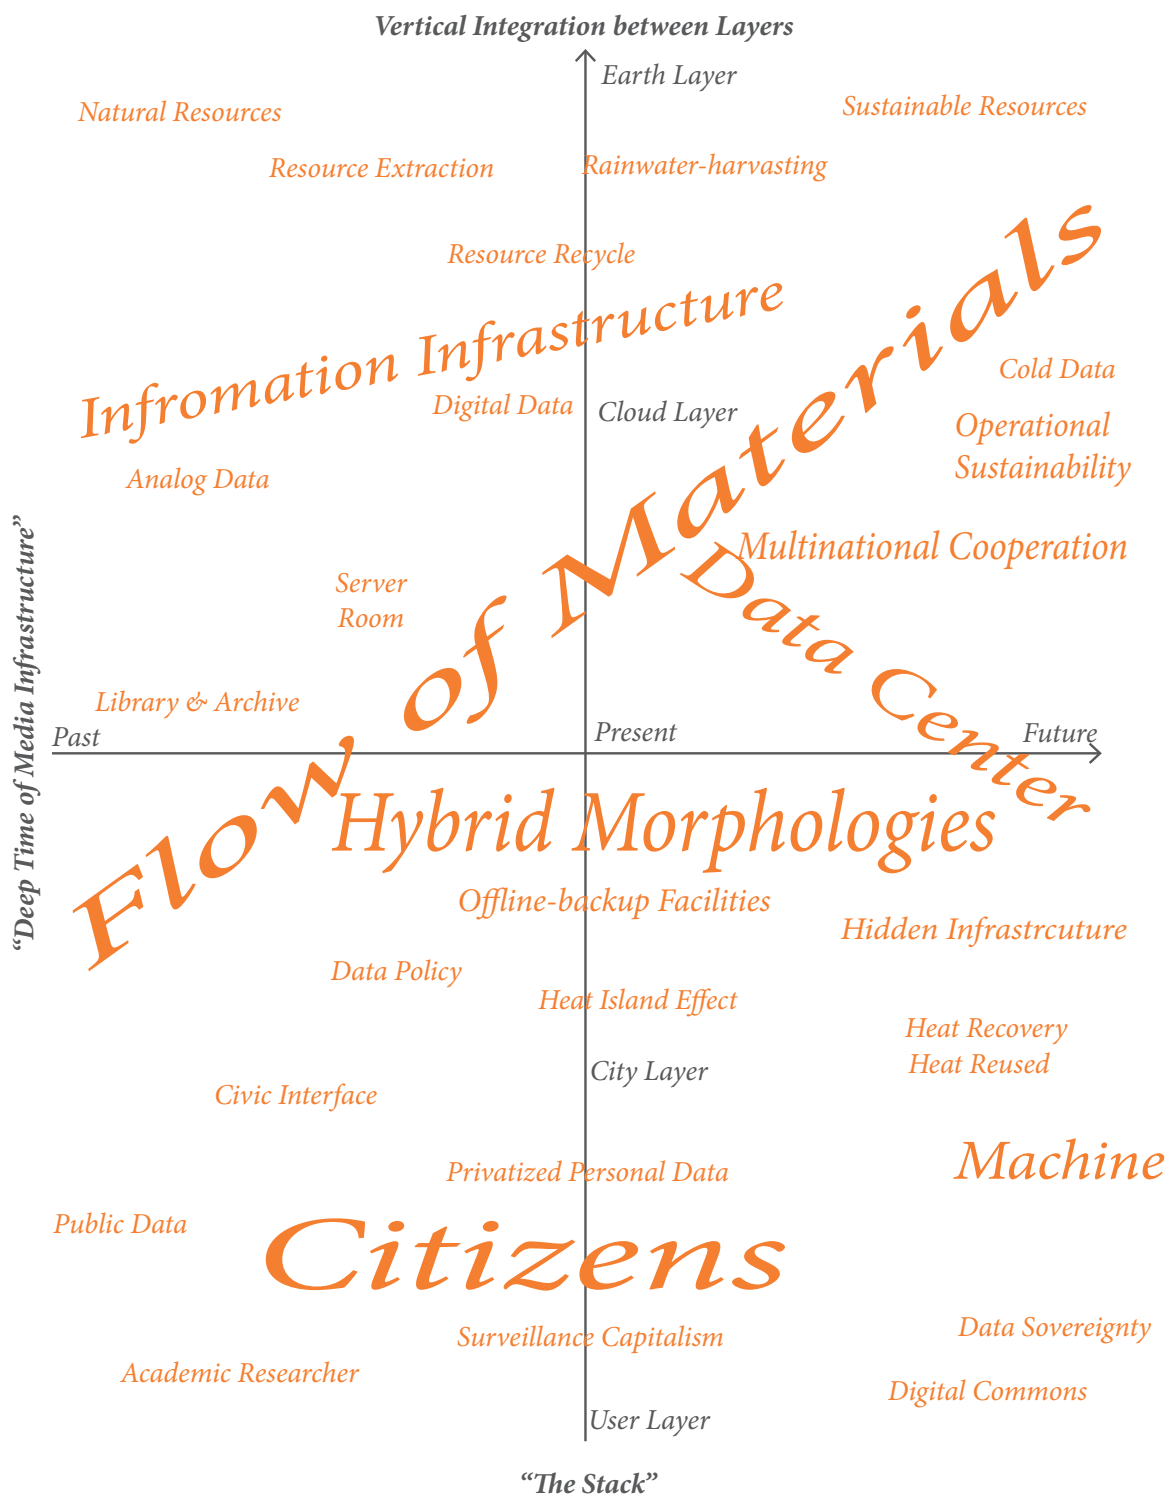 Vertical Integration between Layers
Earth Layer
Natural Resources
Sustainable Resources
Resource Extraction
Rainwater-harvasting
Resource Recycle
Infromation Infrastructure
Flow of Materials
Cold Data
Digital Data
Cloud Layer
Operational
Sustainability
Analog Data
Multinational Cooperation
Data Center
Server
Room
Library & Archive
"Deep Time of Media Infrastructure"
Past
Present
Future
Hybrid Morphologies
Offline-backup Facilities
Hidden Infrastrcuture
Data Policy
Heat Island Effect
Heat Recovery
Heat Reused
City Layer
Civic Interface
Machine
Privatized Personal Data
Public Data
Citizens
Surveillance Capitalism
Data Sovereignty
Academic Researcher
Digital Commons
User Layer
“The Stack”